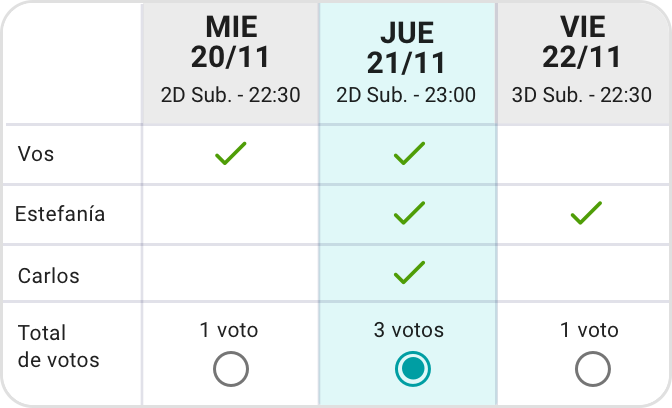 MIE
20/11
2D Sub. - 22:30
JUE
21/11
2D Sub. - 23:00
VIE
22/11
3D Sub. - 22:30
Vos
Estefanía
Carlos
Total
de votos
1 voto
3 votos
1 voto